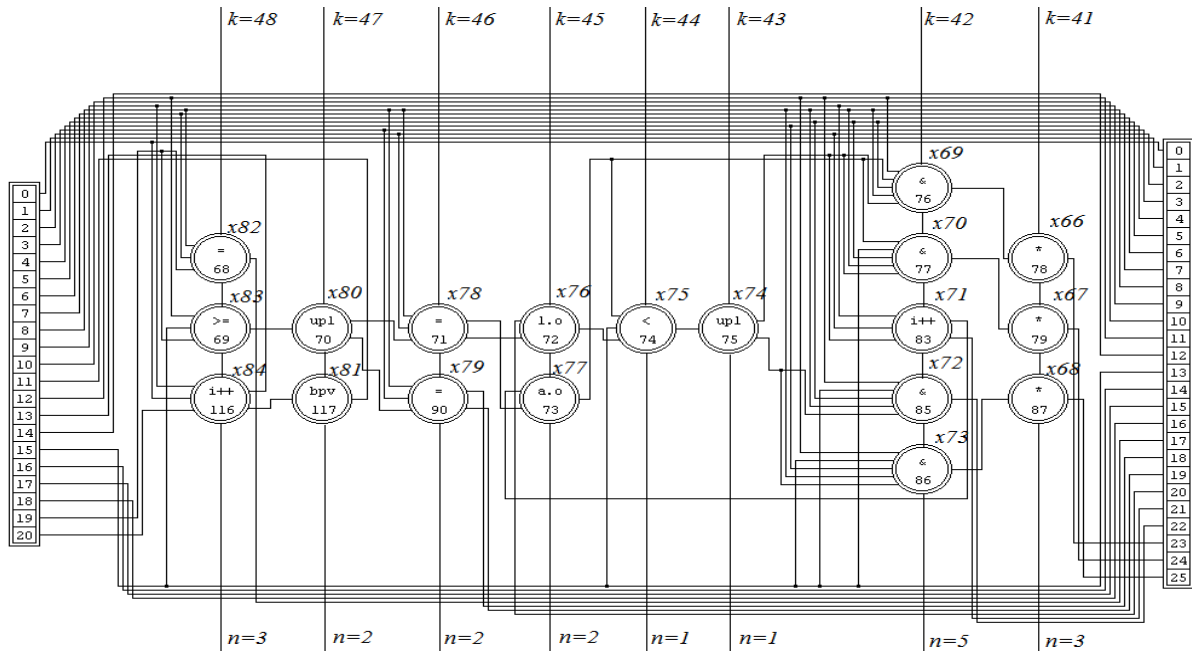 k=48 k=47 k=46 k=45 k=44 k=43 k=42 k=41
x69
0 & 0
1 76 1
2 x82 x70 x66 2
3 = & * 3
4 68 77 78 4
5 x83 x80 x78 x76 x75 x74 x71 x67 5
6 >= upl = l.o < upl i++ * 6
7 69 70 71 72 74 75 83 79 7
8 x84 x81 x79 x77 x72 x68 8
9 i++ bpv = a.o & * 9
10 116 117 90 73 85 87 10
11 x73 11
12 & 12
13 86 13
14 14
15 15
16 16
17 17
18 18
19 19
20 20
21
22
23
24
25
n=3 n=2 n=2 n=2 n=1 n=1 n=5 n=3